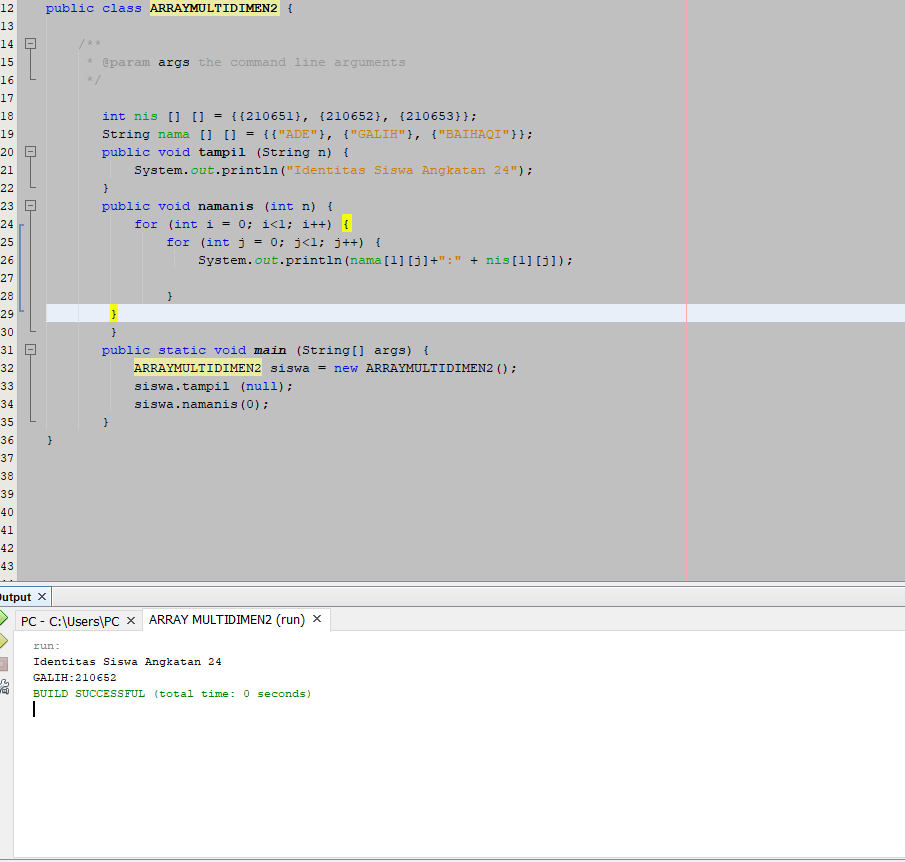 12 public class ARRAYMULTIDIMEN2 {
13
14 /**
15 * @param args the command line arguments
16 */
17
18 int nis [] [] = {{210651}, {210652}, {210653}};
19 String nama [] [] = {{"ADE"}, {"GALIH"}, {"BAIHAQI"}};
20 public void tampil (String n) {
21 System.out.println("Identitas Siswa Angkatan 24");
22 }
23 public void namanis (int n) {
24 for (int i = 0; i<1; i++) {
25 for (int j = 0; j<1; j++) {
26 System.out.println(nama[1][j]+":" + nis[1][j]);
27
28 }
29 }
30 }
31 public static void main (String[] args) {
32 ARRAYMULTIDIMEN2 siswa = new ARRAYMULTIDIMEN2();
33 siswa.tampil (null);
34 siswa.namanis(0);
35 }
36 }
37
38
39
40
41
42
43
Output ×
PC - C:\Users\PC × ARRAY MULTIDIMEN2 (run) ×
run:
Identitas Siswa Angkatan 24
GALIH:210652
BUILD SUCCESSFUL (total time: 0 seconds)